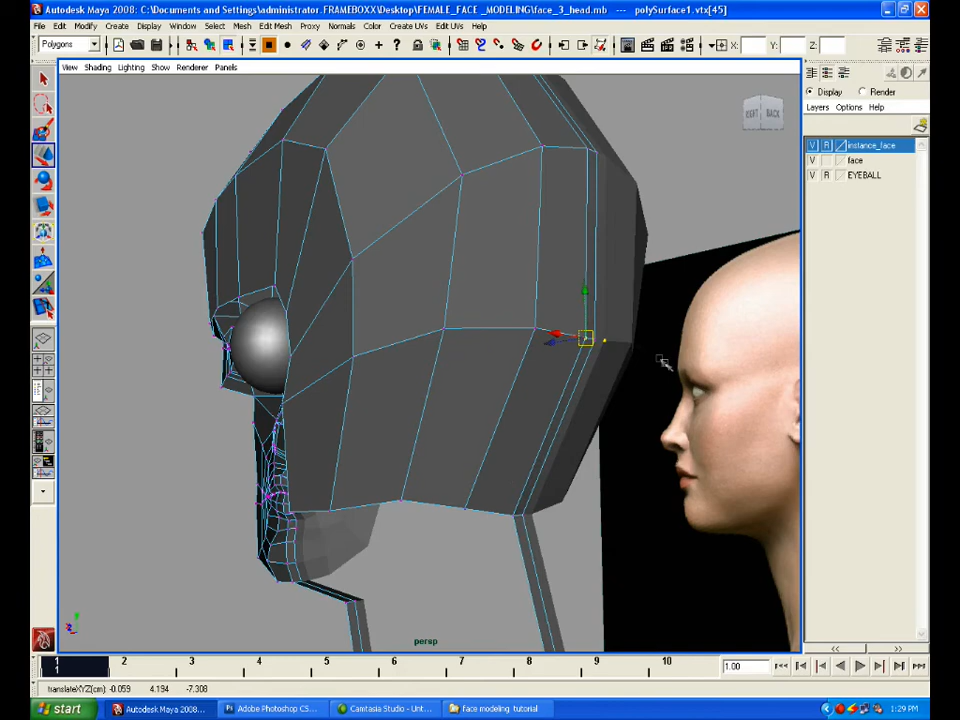 Autodesk Maya 2008: C:\Documents and Settings\administrator.FRAMEBOXX\Desktop\FEMALE_FACE _MODELING\face_3_head.mb --- polySurface1.vtx[45]
File Edit Modify Create Display Window Select Mesh Edit Mesh Proxy Normals Color Create UVs Edit UVs Help
Polygons X: Y: Z:
View Shading Lighting Show Renderer Panels
Display Render
Layers Options Help
V R instance_face
V face
V R EYEBALL
BACK
persp
1 2 3 4 5 6 7 8 9 10
1 1.00
translateXYZ(cm) -0.059 4.194 -7.308
start Autodesk Maya 2008... Adobe Photoshop CS... Camtasia Studio - Unt... face modeling tutorial 1:29 PM